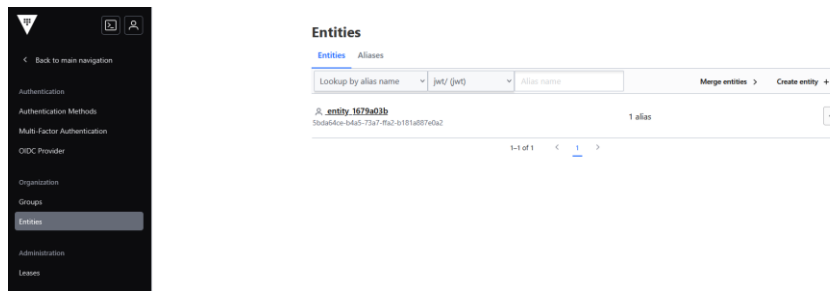 Back to main navigation
Authentication
Authentication Methods
Multi-Factor Authentication
OIDC Provider
Organization
Groups
Entities
Administration
Leases
Entities
Entities Aliases
Lookup by alias name jwt/ (jwt) Alias name Merge entities Create entity +
entity_1679a03b
5bda64ce-b4a5-73a7-ffa2-b181a887e0a2
1 alias
1–1 of 1 < 1 >